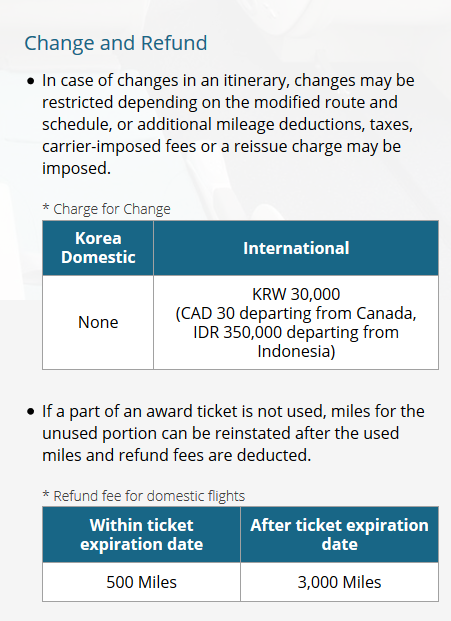 Change and Refund
• In case of changes in an itinerary, changes may be
restricted depending on the modified route and
schedule, or additional mileage deductions, taxes,
carrier-imposed fees or a reissue charge may be
imposed.
* Charge for Change
Korea
Domestic
International
None
KRW 30,000
(CAD 30 departing from Canada,
IDR 350,000 departing from
Indonesia)
• If a part of an award ticket is not used, miles for the
unused portion can be reinstated after the used
miles and refund fees are deducted.
* Refund fee for domestic flights
Within ticket
expiration date
After ticket expiration
date
500 Miles
3,000 Miles